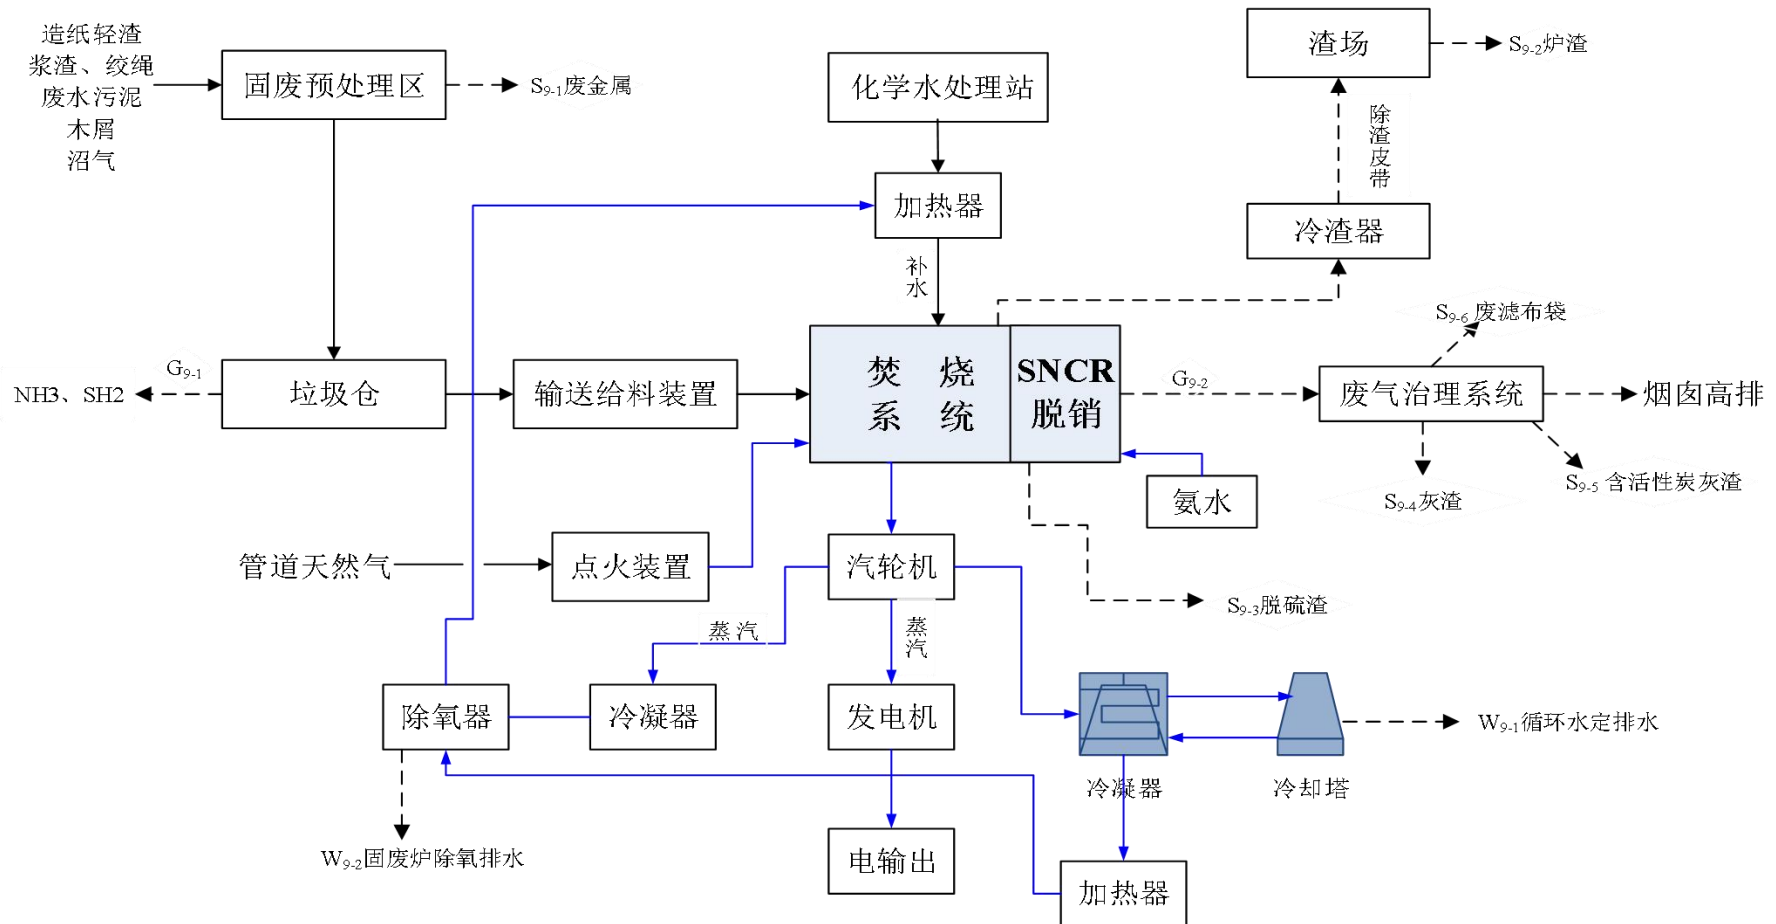 造纸轻渣
浆渣、绞绳
废水污泥
木屑
沼气
固废预处理区
S9-1废金属
化学水处理站
渣场
S9-2炉渣
除渣皮带
加热器
冷渣器
补水
S9-6 废滤布袋
NH3、SH2
G9-1
垃圾仓
输送给料装置
焚 烧
系 统
SNCR
脱销
G9-2
废气治理系统
烟囱高排
S9-4灰渣
S9-5 含活性炭灰渣
氨水
管道天然气
点火装置
汽轮机
S9-3脱硫渣
蒸汽
蒸汽
除氧器
冷凝器
发电机
W9-1循环水定排水
冷凝器
冷却塔
W9-2固废炉除氧排水
电输出
加热器